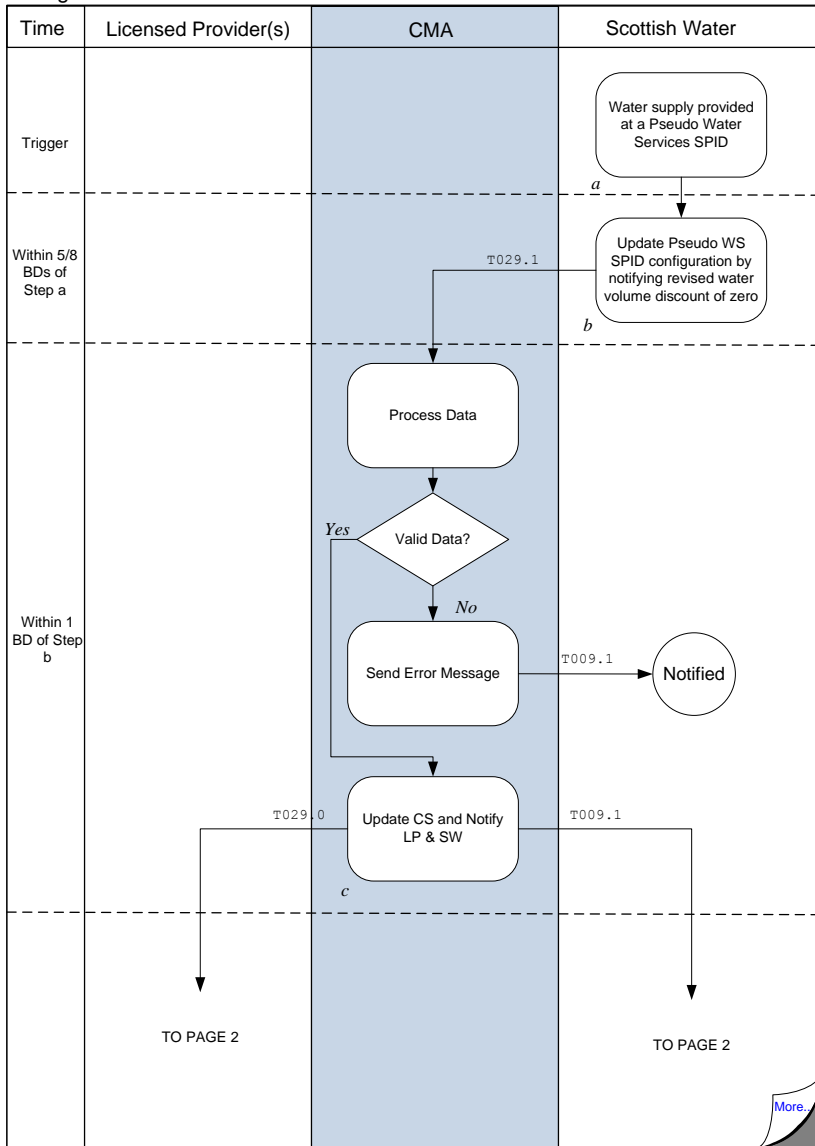 Time
Licensed Provider(s)
CMA
Scottish Water
Trigger
Water supply provided
at a Pseudo Water
Services SPID
a
Within 5/8
BDs of
Step a
Update Pseudo WS
SPID configuration by
notifying revised water
volume discount of zero
T029.1
b
Process Data
Valid Data?
Yes
No
Within 1
BD of Step
b
Send Error Message
T009.1
Notified
T029.0
Update CS and Notify
LP & SW
T009.1
c
TO PAGE 2
TO PAGE 2
More..